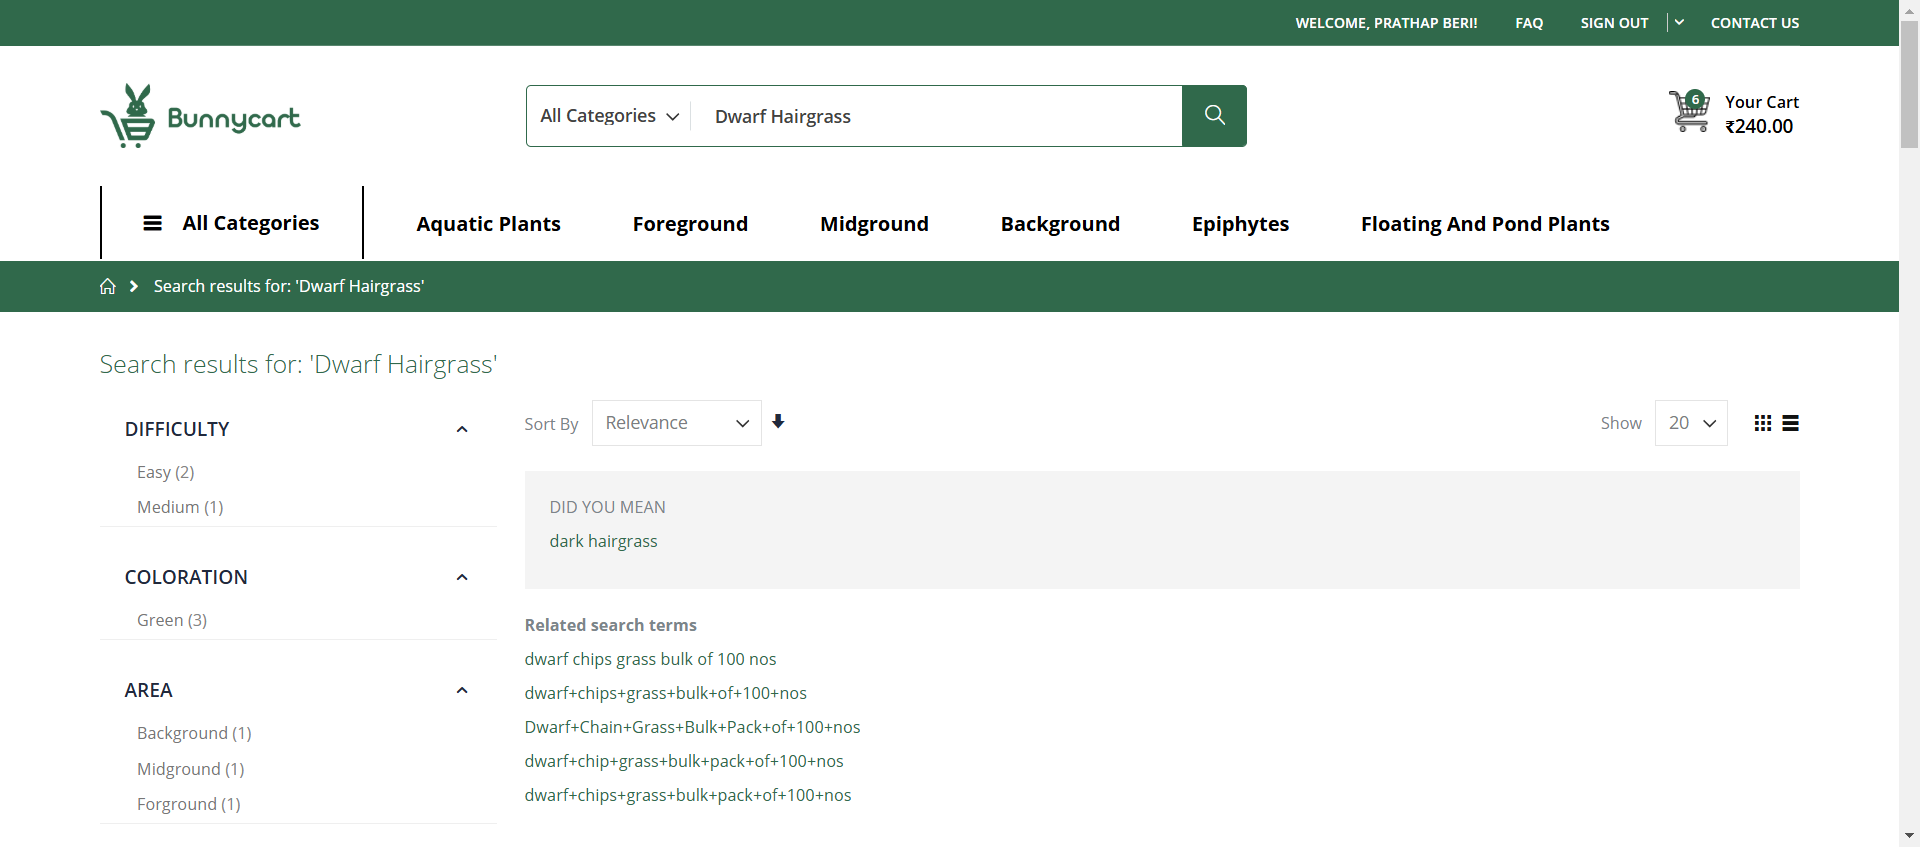 WELCOME, PRATHAP BERI! FAQ SIGN OUT CONTACT US
Bunnycart
All Categories Dwarf Hairgrass
6 Your Cart
₹240.00
All Categories Aquatic Plants Foreground Midground Background Epiphytes Floating And Pond Plants
Search results for: 'Dwarf Hairgrass'
Search results for: 'Dwarf Hairgrass'
DIFFICULTY
Easy (2)
Medium (1)
COLORATION
Green (3)
AREA
Background (1)
Midground (1)
Forground (1)
Sort By Relevance Show 20
DID YOU MEAN
dark hairgrass
Related search terms
dwarf chips grass bulk of 100 nos
dwarf+chips+grass+bulk+of+100+nos
Dwarf+Chain+Grass+Bulk+Pack+of+100+nos
dwarf+chip+grass+bulk+pack+of+100+nos
dwarf+chips+grass+bulk+pack+of+100+nos